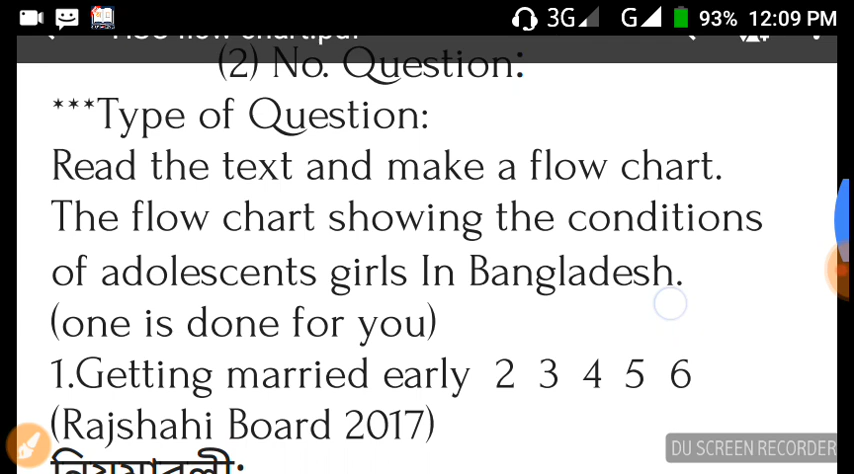 3G G 93% 12:09 PM
(2) No. Question:
***Type of Question:
Read the text and make a flow chart.
The flow chart showing the conditions
of adolescents girls In Bangladesh.
(one is done for you)
1.Getting married early 2 3 4 5 6
(Rajshahi Board 2017)
DU SCREEN RECORDER
নিয়মাবলী: